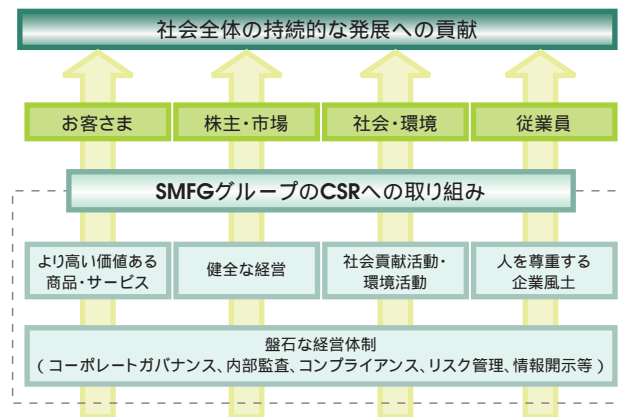 社会全体の持続的な発展への貢献
お客さま
株主・市場
社会・環境
従業員
SMFGグループのCSRへの取り組み
より高い価値ある
商品・サービス
健全な経営
社会貢献活動・
環境活動
人を尊重する
企業風土
盤石な経営体制
(コーポレートガバナンス、内部監査、コンプライアンス、リスク管理、情報開示等)